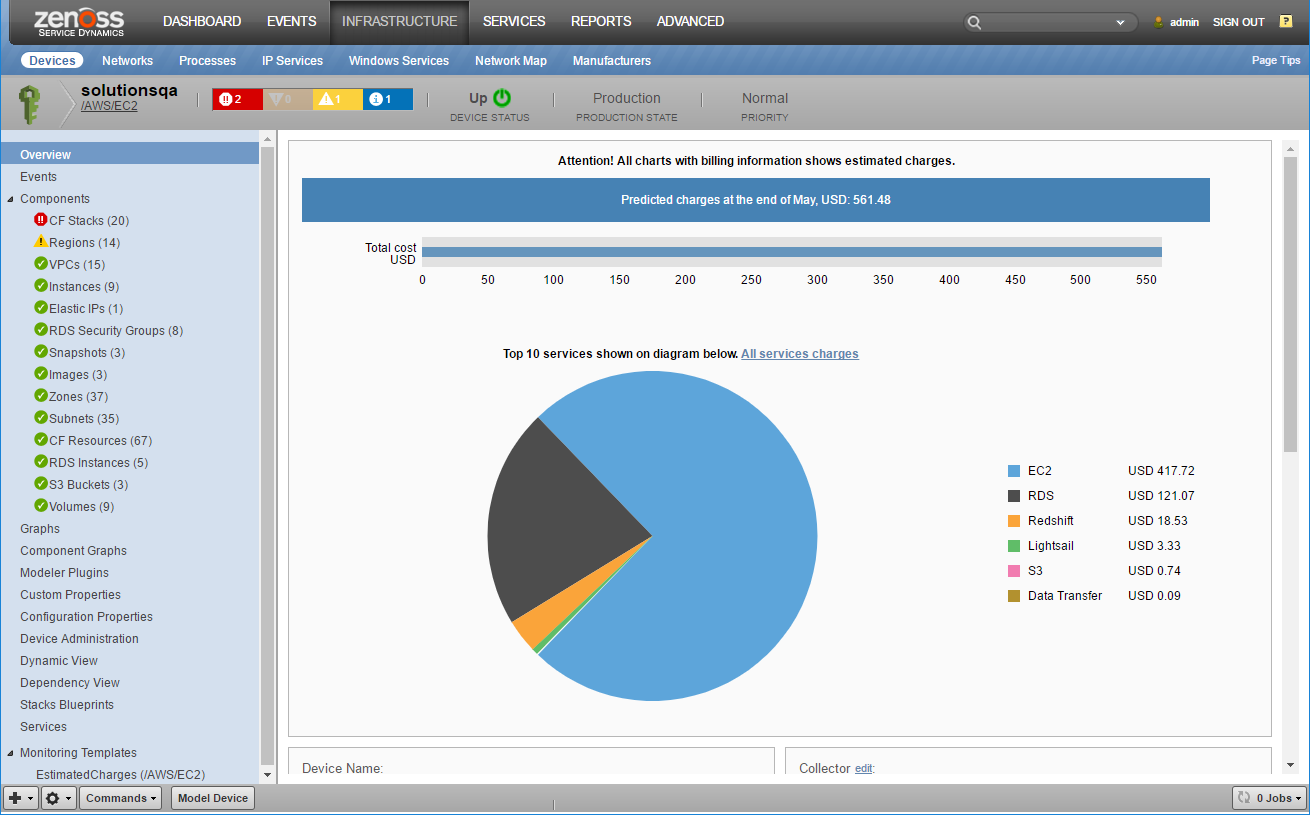 zenoss
SERVICE DYNAMICS
DASHBOARD EVENTS INFRASTRUCTURE SERVICES REPORTS ADVANCED
admin SIGN OUT ?
Devices Networks Processes IP Services Windows Services Network Map Manufacturers Page Tips
solutionsqa
/AWS/EC2
2 0 1 1
Up
DEVICE STATUS
Production
PRODUCTION STATE
Normal
PRIORITY
Overview
Events
Components
CF Stacks (20)
Regions (14)
VPCs (15)
Instances (9)
Elastic IPs (1)
RDS Security Groups (8)
Snapshots (3)
Images (3)
Zones (37)
Subnets (35)
CF Resources (67)
RDS Instances (5)
S3 Buckets (3)
Volumes (9)
Graphs
Component Graphs
Modeler Plugins
Custom Properties
Configuration Properties
Device Administration
Dynamic View
Dependency View
Stacks Blueprints
Services
Monitoring Templates
EstimatedCharges (/AWS/EC2)
Attention! All charts with billing information shows estimated charges.
Predicted charges at the end of May, USD: 561.48
Total cost
USD
0 50 100 150 200 250 300 350 400 450 500 550
Top 10 services shown on diagram below. All services charges
EC2 USD 417.72
RDS USD 121.07
Redshift USD 18.53
Lightsail USD 3.33
S3 USD 0.74
Data Transfer USD 0.09
Device Name:
Collector edit:
Commands Model Device 0 Jobs